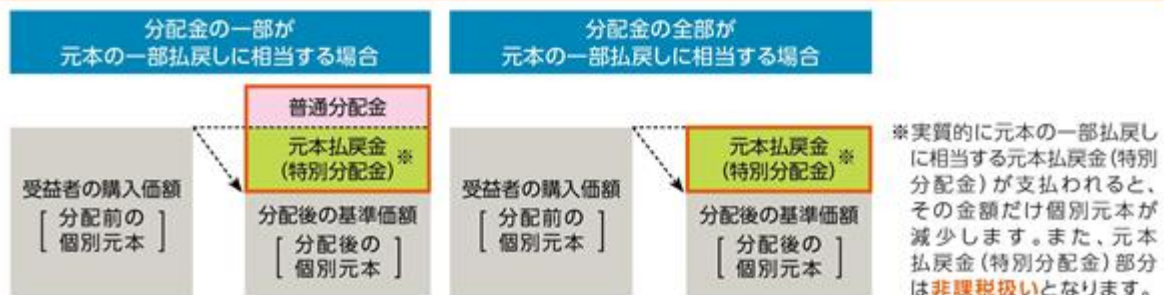 分配金の一部が
元本の一部払戻しに相当する場合
普通分配金
元本払戻金
(特別分配金)
※
受益者の購入価額
[ 分配前の
個別元本 ]
分配後の基準価額
[ 分配後の
個別元本 ]
分配金の全部が
元本の一部払戻しに相当する場合
元本払戻金
(特別分配金)
※
受益者の購入価額
[ 分配前の
個別元本 ]
分配後の基準価額
[ 分配後の
個別元本 ]
※実質的に元本の一部払戻し
に相当する元本払戻金(特別
分配金)が支払われると、
その金額だけ個別元本が
減少します。また、元本
払戻金(特別分配金)部分
は非課税扱いとなります。